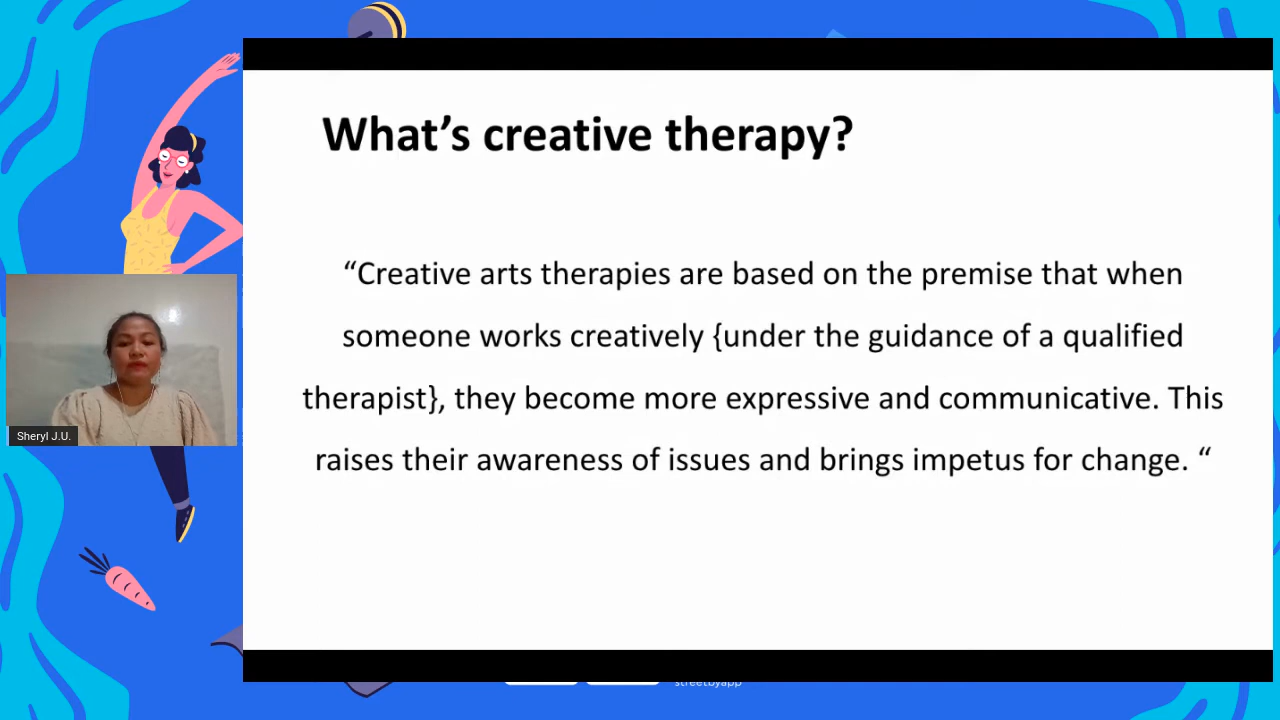 What’s creative therapy?
“Creative arts therapies are based on the premise that when
someone works creatively {under the guidance of a qualified
therapist}, they become more expressive and communicative. This
raises their awareness of issues and brings impetus for change. “
Sheryl J.U.
streetbyapp